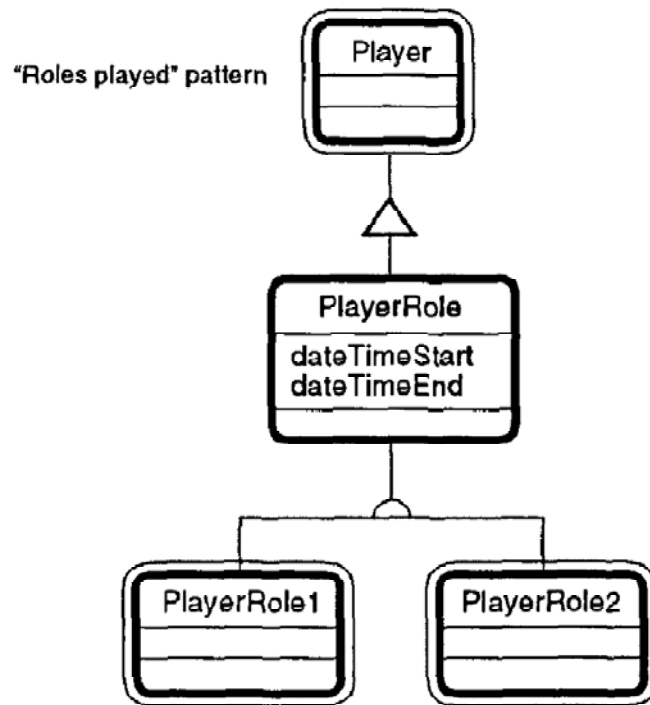 Player
"Roles played" pattern
PlayerRole
dateTimeStart
dateTimeEnd
PlayerRole1
PlayerRole2